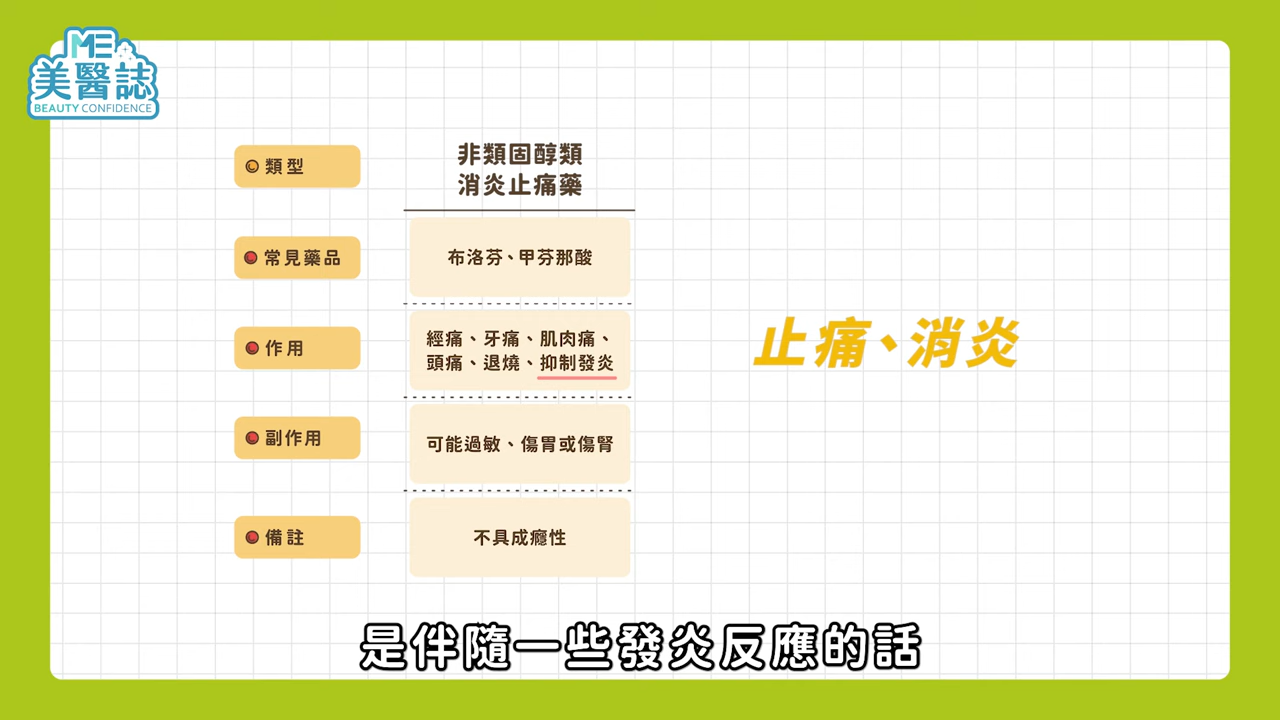 ME
美醫誌
BEAUTY CONFIDENCE
類型
非類固醇類
消炎止痛藥
常見藥品
布洛芬、甲芬那酸
作用
經痛、牙痛、肌肉痛、
頭痛、退燒、抑制發炎
止痛、消炎
副作用
可能過敏、傷胃或傷腎
備註
不具成癮性
是伴隨一些發炎反應的話